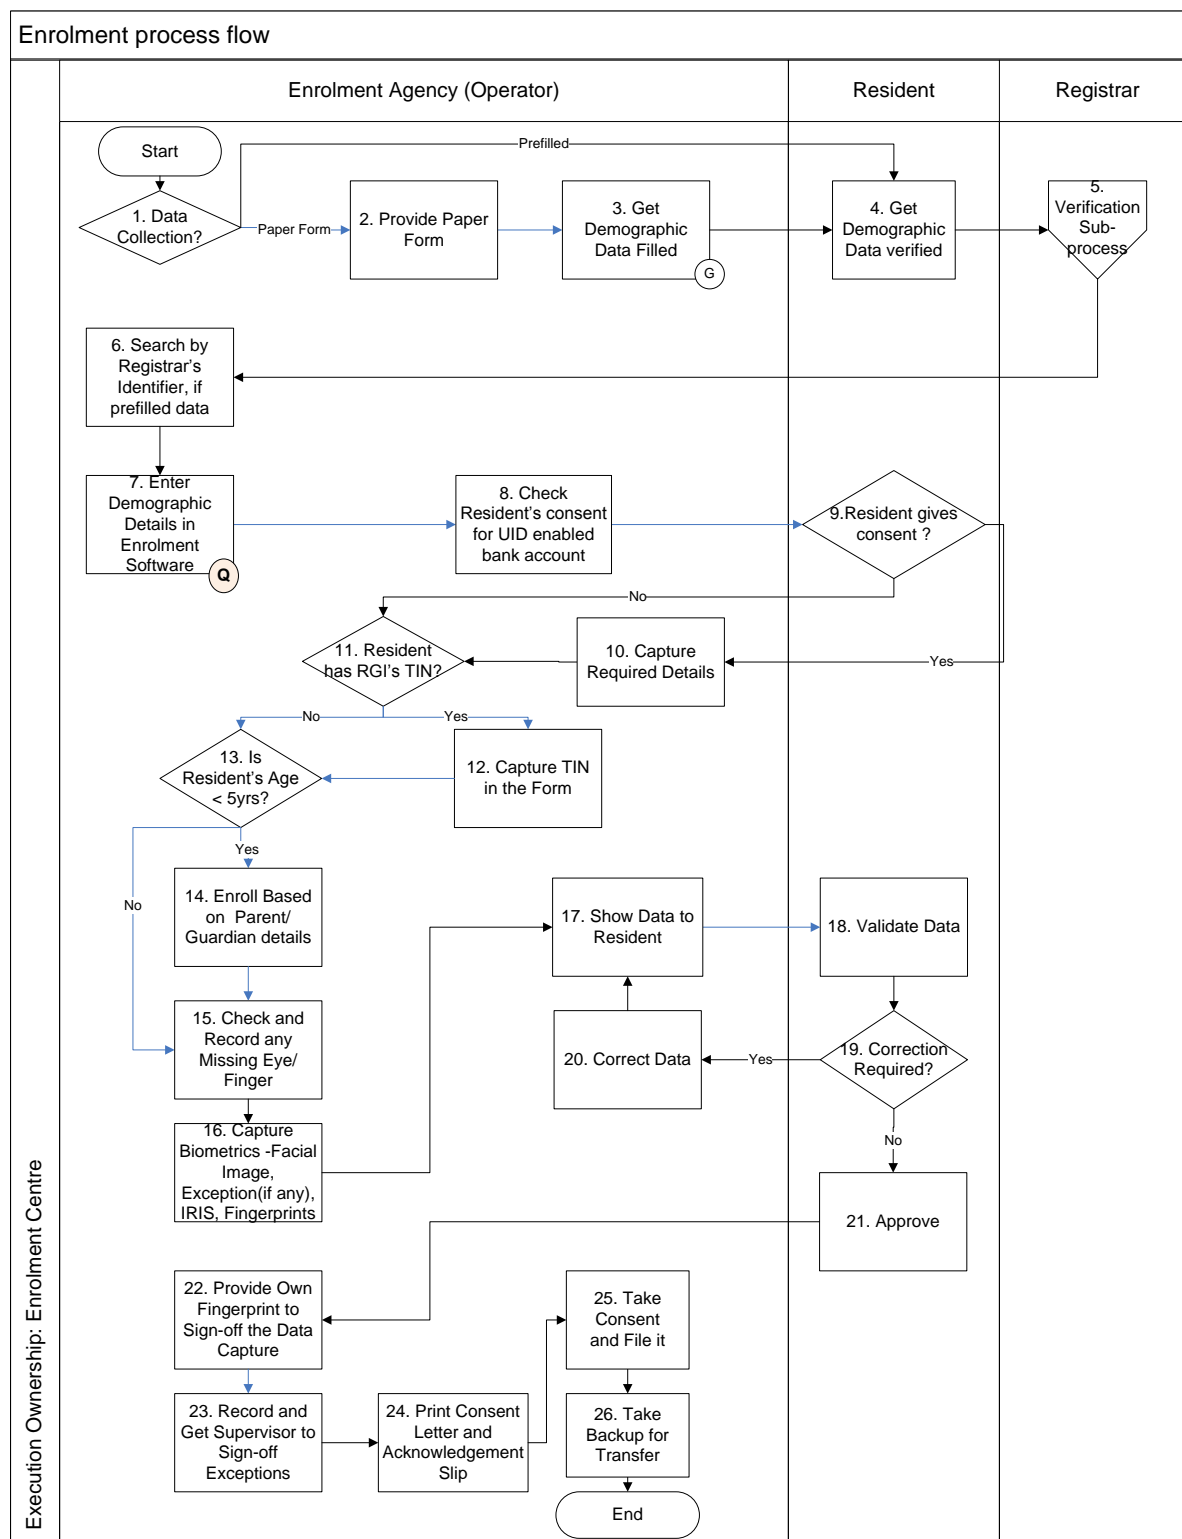 Enrolment process flow
Execution Ownership: Enrolment Centre
Enrolment Agency (Operator)
Resident
Registrar
Start
Prefilled
1. Data
Collection?
Paper Form
2. Provide Paper
Form
3. Get
Demographic
Data Filled
G
4. Get
Demographic
Data verified
5.
Verification
Sub-
process
6. Search by
Registrar's
Identifier, if
prefilled data
7. Enter
Demographic
Details in
Enrolment
Software
Q
8. Check
Resident's consent
for UID enabled
bank account
9.Resident gives
consent ?
No
Yes
10. Capture
Required Details
11. Resident
has RGI's TIN?
No
Yes
12. Capture TIN
in the Form
13. Is
Resident's Age
< 5yrs?
Yes
No
14. Enroll Based
on Parent/
Guardian details
15. Check and
Record any
Missing Eye/
Finger
16. Capture
Biometrics -Facial
Image,
Exception(if any),
IRIS, Fingerprints
17. Show Data to
Resident
18. Validate Data
19. Correction
Required?
Yes
20. Correct Data
No
21. Approve
22. Provide Own
Fingerprint to
Sign-off the Data
Capture
23. Record and
Get Supervisor to
Sign-off
Exceptions
24. Print Consent
Letter and
Acknowledgement
Slip
25. Take
Consent
and File it
26. Take
Backup for
Transfer
End